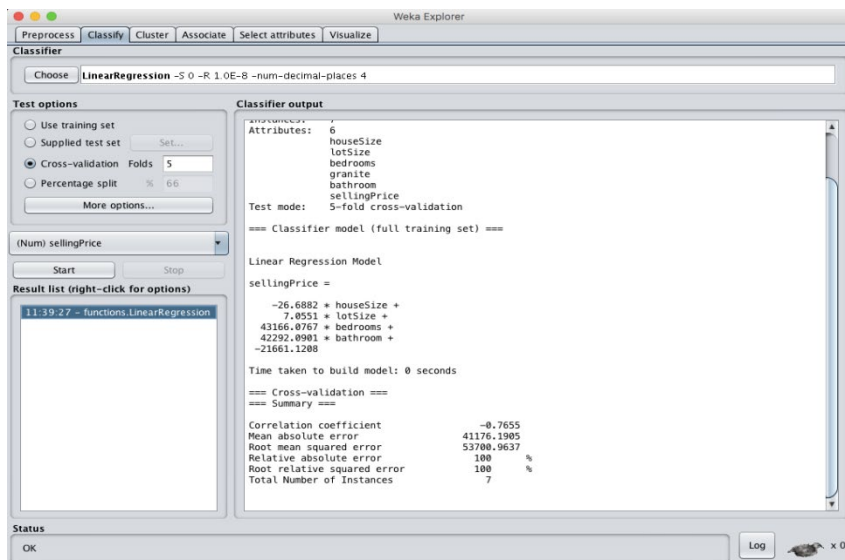 Weka Explorer
Preprocess Classify Cluster Associate Select attributes Visualize
Classifier
Choose LinearRegression -S 0 -R 1.0E-8 -num-decimal-places 4
Test options
Use training set
Supplied test set Set...
Cross-validation Folds 5
Percentage split % 66
More options...
(Num) sellingPrice
Start Stop
Result list (right-click for options)
11:39:27 - functions.LinearRegression
Classifier output
Instances: 7
Attributes: 6
houseSize
lotSize
bedrooms
granite
bathroom
sellingPrice
Test mode: 5-fold cross-validation
=== Classifier model (full training set) ===
Linear Regression Model
sellingPrice =
-26.6882 * houseSize +
7.0551 * lotSize +
43166.0767 * bedrooms +
42292.0901 * bathroom +
-21661.1208
Time taken to build model: 0 seconds
=== Cross-validation ===
=== Summary ===
Correlation coefficient -0.7655
Mean absolute error 41176.1905
Root mean squared error 53700.9637
Relative absolute error 100 %
Root relative squared error 100 %
Total Number of Instances 7
Status
OK
Log
x 0